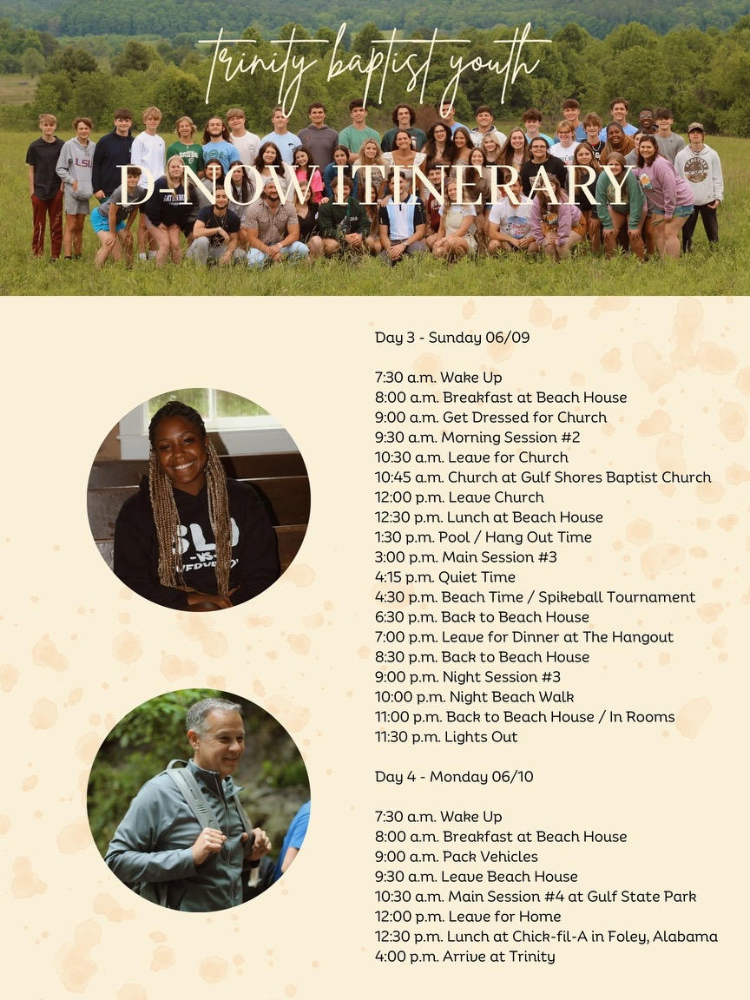 trinity baptist youth
D-NOW ITINERARY
LSU
Day 3 - Sunday 06/09
7:30 a.m. Wake Up
8:00 a.m. Breakfast at Beach House
9:00 a.m. Get Dressed for Church
9:30 a.m. Morning Session #2
10:30 a.m. Leave for Church
10:45 a.m. Church at Gulf Shores Baptist Church
12:00 p.m. Leave Church
12:30 p.m. Lunch at Beach House
1:30 p.m. Pool / Hang Out Time
3:00 p.m. Main Session #3
4:15 p.m. Quiet Time
4:30 p.m. Beach Time / Spikeball Tournament
6:30 p.m. Back to Beach House
7:00 p.m. Leave for Dinner at The Hangout
8:30 p.m. Back to Beach House
9:00 p.m. Night Session #3
10:00 p.m. Night Beach Walk
11:00 p.m. Back to Beach House / In Rooms
11:30 p.m. Lights Out
Day 4 - Monday 06/10
7:30 a.m. Wake Up
8:00 a.m. Breakfast at Beach House
9:00 a.m. Pack Vehicles
9:30 a.m. Leave Beach House
10:30 a.m. Main Session #4 at Gulf State Park
12:00 p.m. Leave for Home
12:30 p.m. Lunch at Chick-fil-A in Foley, Alabama
4:00 p.m. Arrive at Trinity
-VS-